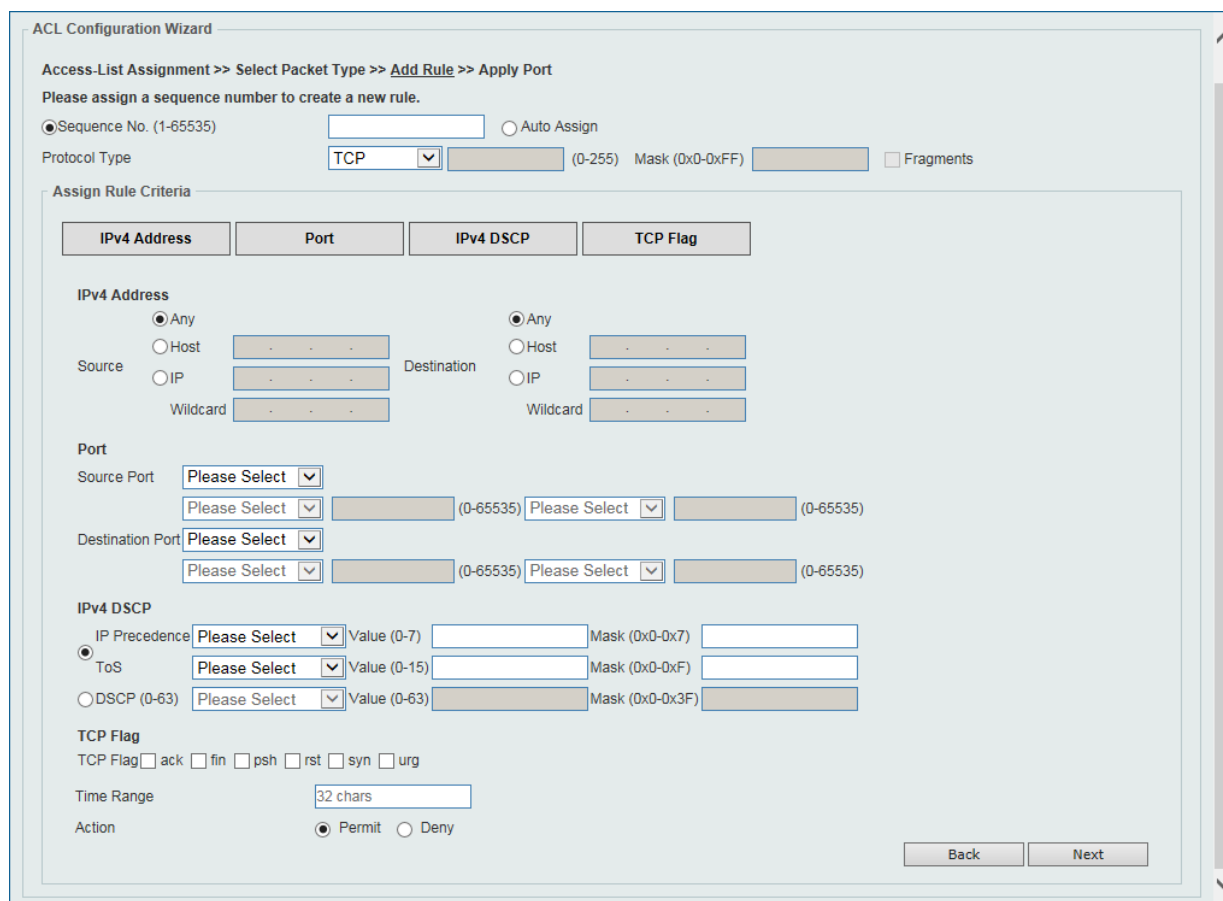 ACL Configuration Wizard
Access-List Assignment >> Select Packet Type >> Add Rule >> Apply Port
Please assign a sequence number to create a new rule.
Sequence No. (1-65535) Auto Assign
Protocol Type TCP (0-255) Mask (0x0-0xFF) Fragments
Assign Rule Criteria
IPv4 Address Port IPv4 DSCP TCP Flag
IPv4 Address
Any Any
Host Host
Source Destination
IP IP
Wildcard Wildcard
Port
Source Port Please Select
Please Select (0-65535) Please Select (0-65535)
Destination Port Please Select
Please Select (0-65535) Please Select (0-65535)
IPv4 DSCP
IP Precedence Please Select Value (0-7) Mask (0x0-0x7)
ToS Please Select Value (0-15) Mask (0x0-0xF)
DSCP (0-63) Please Select Value (0-63) Mask (0x0-0x3F)
TCP Flag
TCP Flag ack fin psh rst syn urg
Time Range 32 chars
Action Permit Deny
Back Next